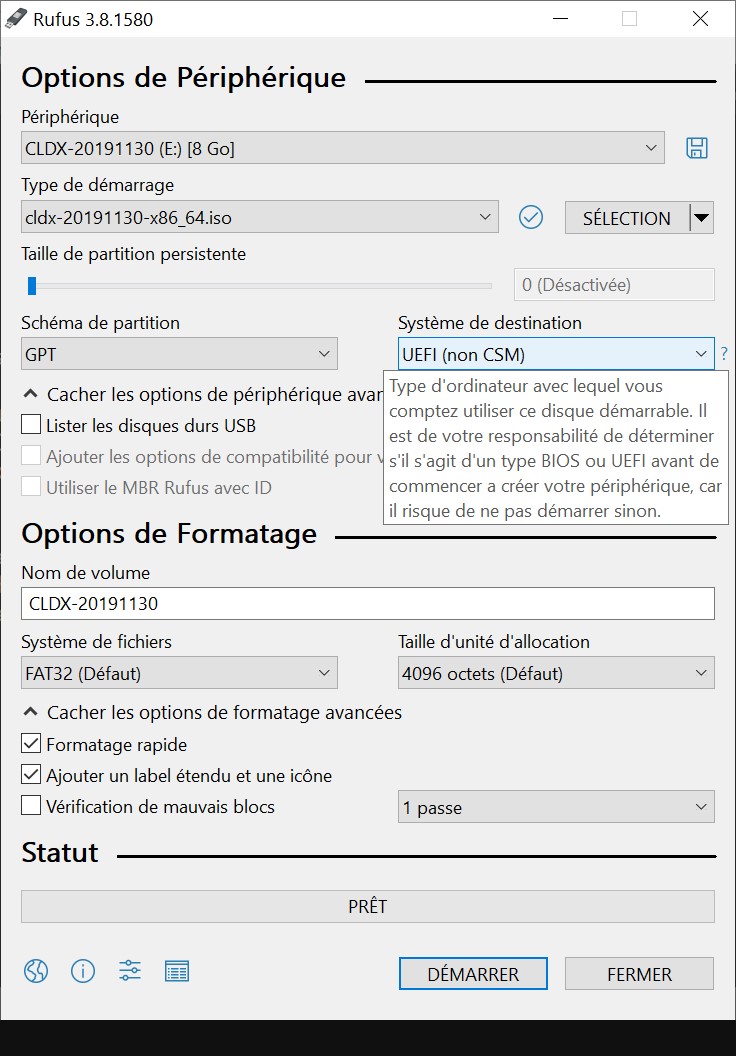 Rufus 3.8.1580
Options de Périphérique
Périphérique
CLDX-20191130 (E:) [8 Go]
Type de démarrage
cldx-20191130-x86_64.iso
SÉLECTION
Taille de partition persistente
0 (Désactivée)
Schéma de partition
Système de destination
GPT
UEFI (non CSM)
?
Cacher les options de périphérique avan
Type d'ordinateur avec lequel vous
comptez utiliser ce disque démarrable. Il
est de votre responsabilité de déterminer
s'il s'agit d'un type BIOS ou UEFI avant de
commencer a créer votre périphérique, car
il risque de ne pas démarrer sinon.
Lister les disques durs USB
Ajouter les options de compatibilité pour v
Utiliser le MBR Rufus avec ID
Options de Formatage
Nom de volume
CLDX-20191130
Système de fichiers
Taille d'unité d'allocation
FAT32 (Défaut)
4096 octets (Défaut)
Cacher les options de formatage avancées
Formatage rapide
Ajouter un label étendu et une icône
Vérification de mauvais blocs
1 passe
Statut
PRÊT
DÉMARRER
FERMER